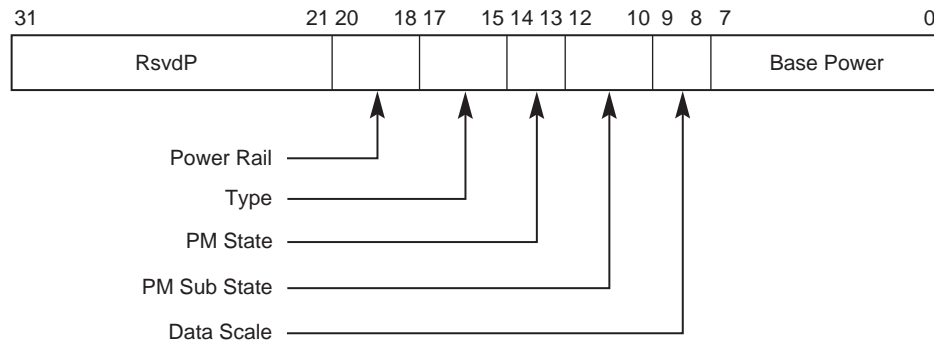 31 21 20 18 17 15 14 13 12 10 9 8 7 0
RsvdP Base Power
Power Rail
Type
PM State
PM Sub State
Data Scale